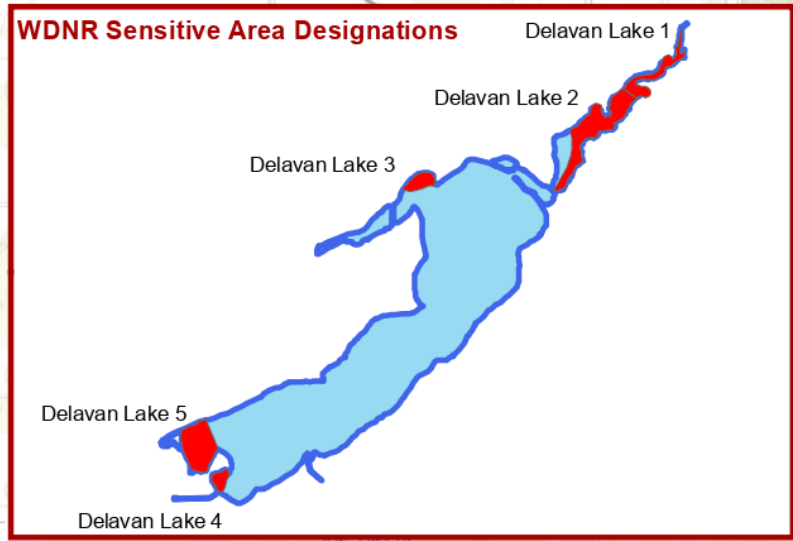 WDNR Sensitive Area Designations
Delavan Lake 1
Delavan Lake 2
Delavan Lake 3
Delavan Lake 5
Delavan Lake 4